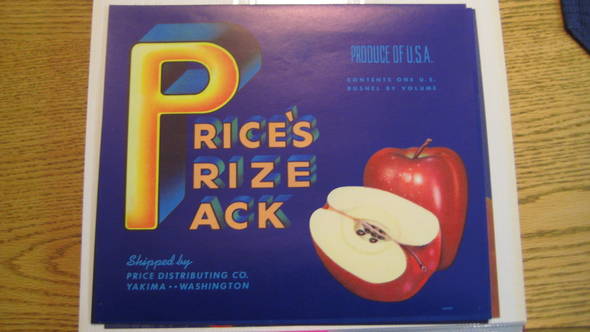 PRODUCE OF U.S.A.
CONTENTS ONE U.S.
BUSHEL BY VOLUME
PRICE'S
PRIZE
PACK
Shipped by
PRICE DISTRIBUTING CO.
YAKIMA •• WASHINGTON